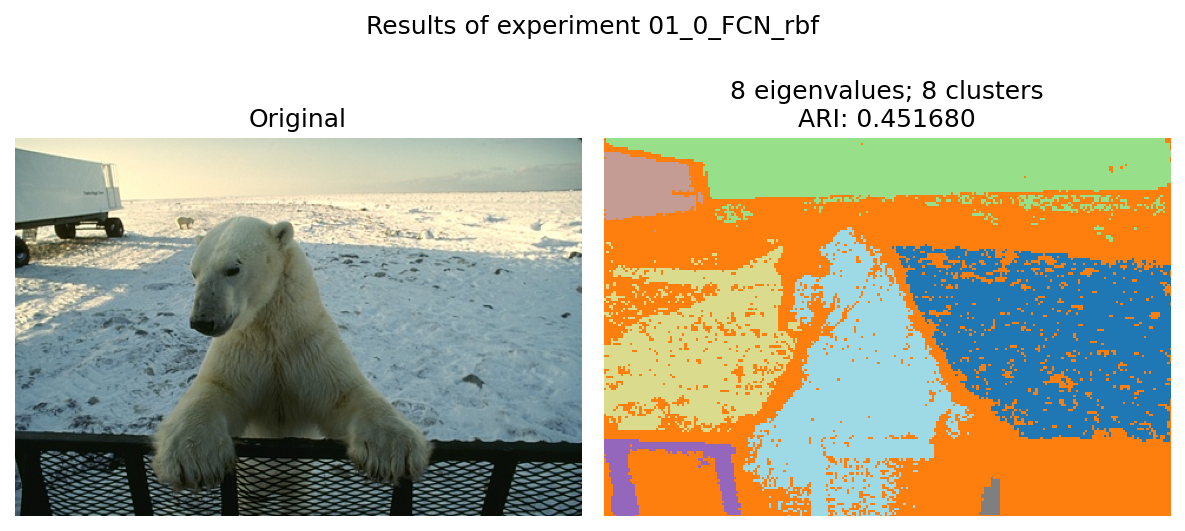 Results of experiment 01_0_FCN_rbf
Original
8 eigenvalues; 8 clusters
ARI: 0.451680